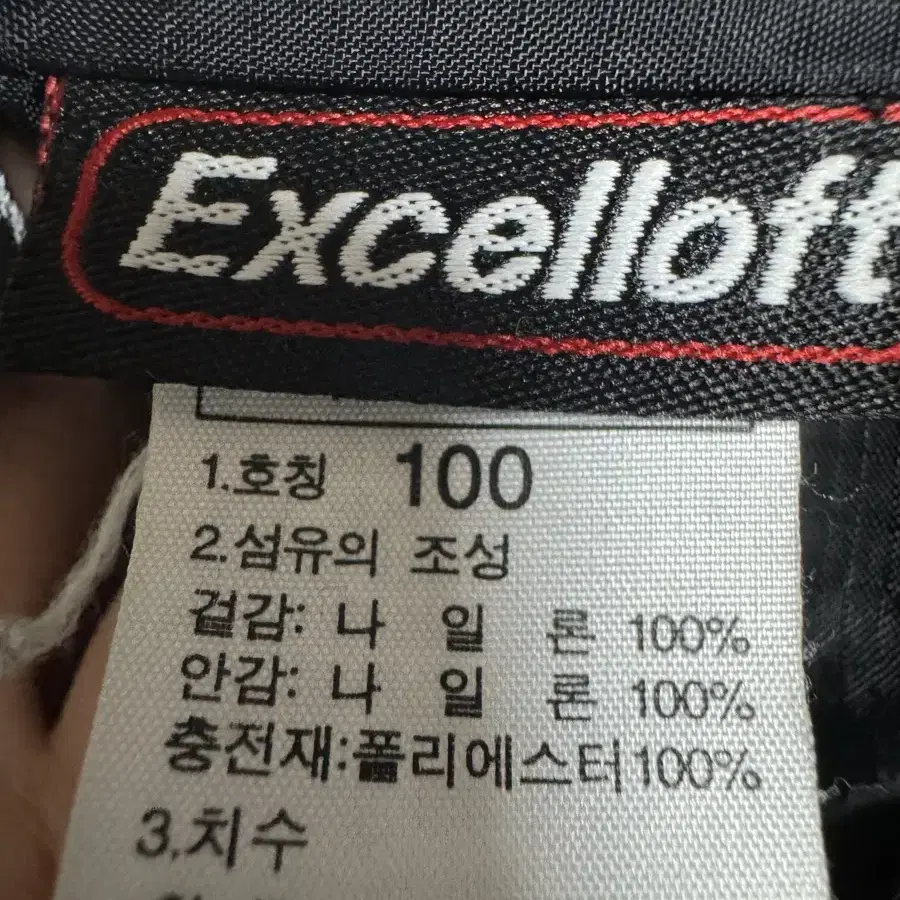 Excelloft
1.호칭 100
2.섬유의 조성
겉감: 나 일 론 100%
안감: 나 일 론 100%
충전재:폴리에스터100%
3.치수